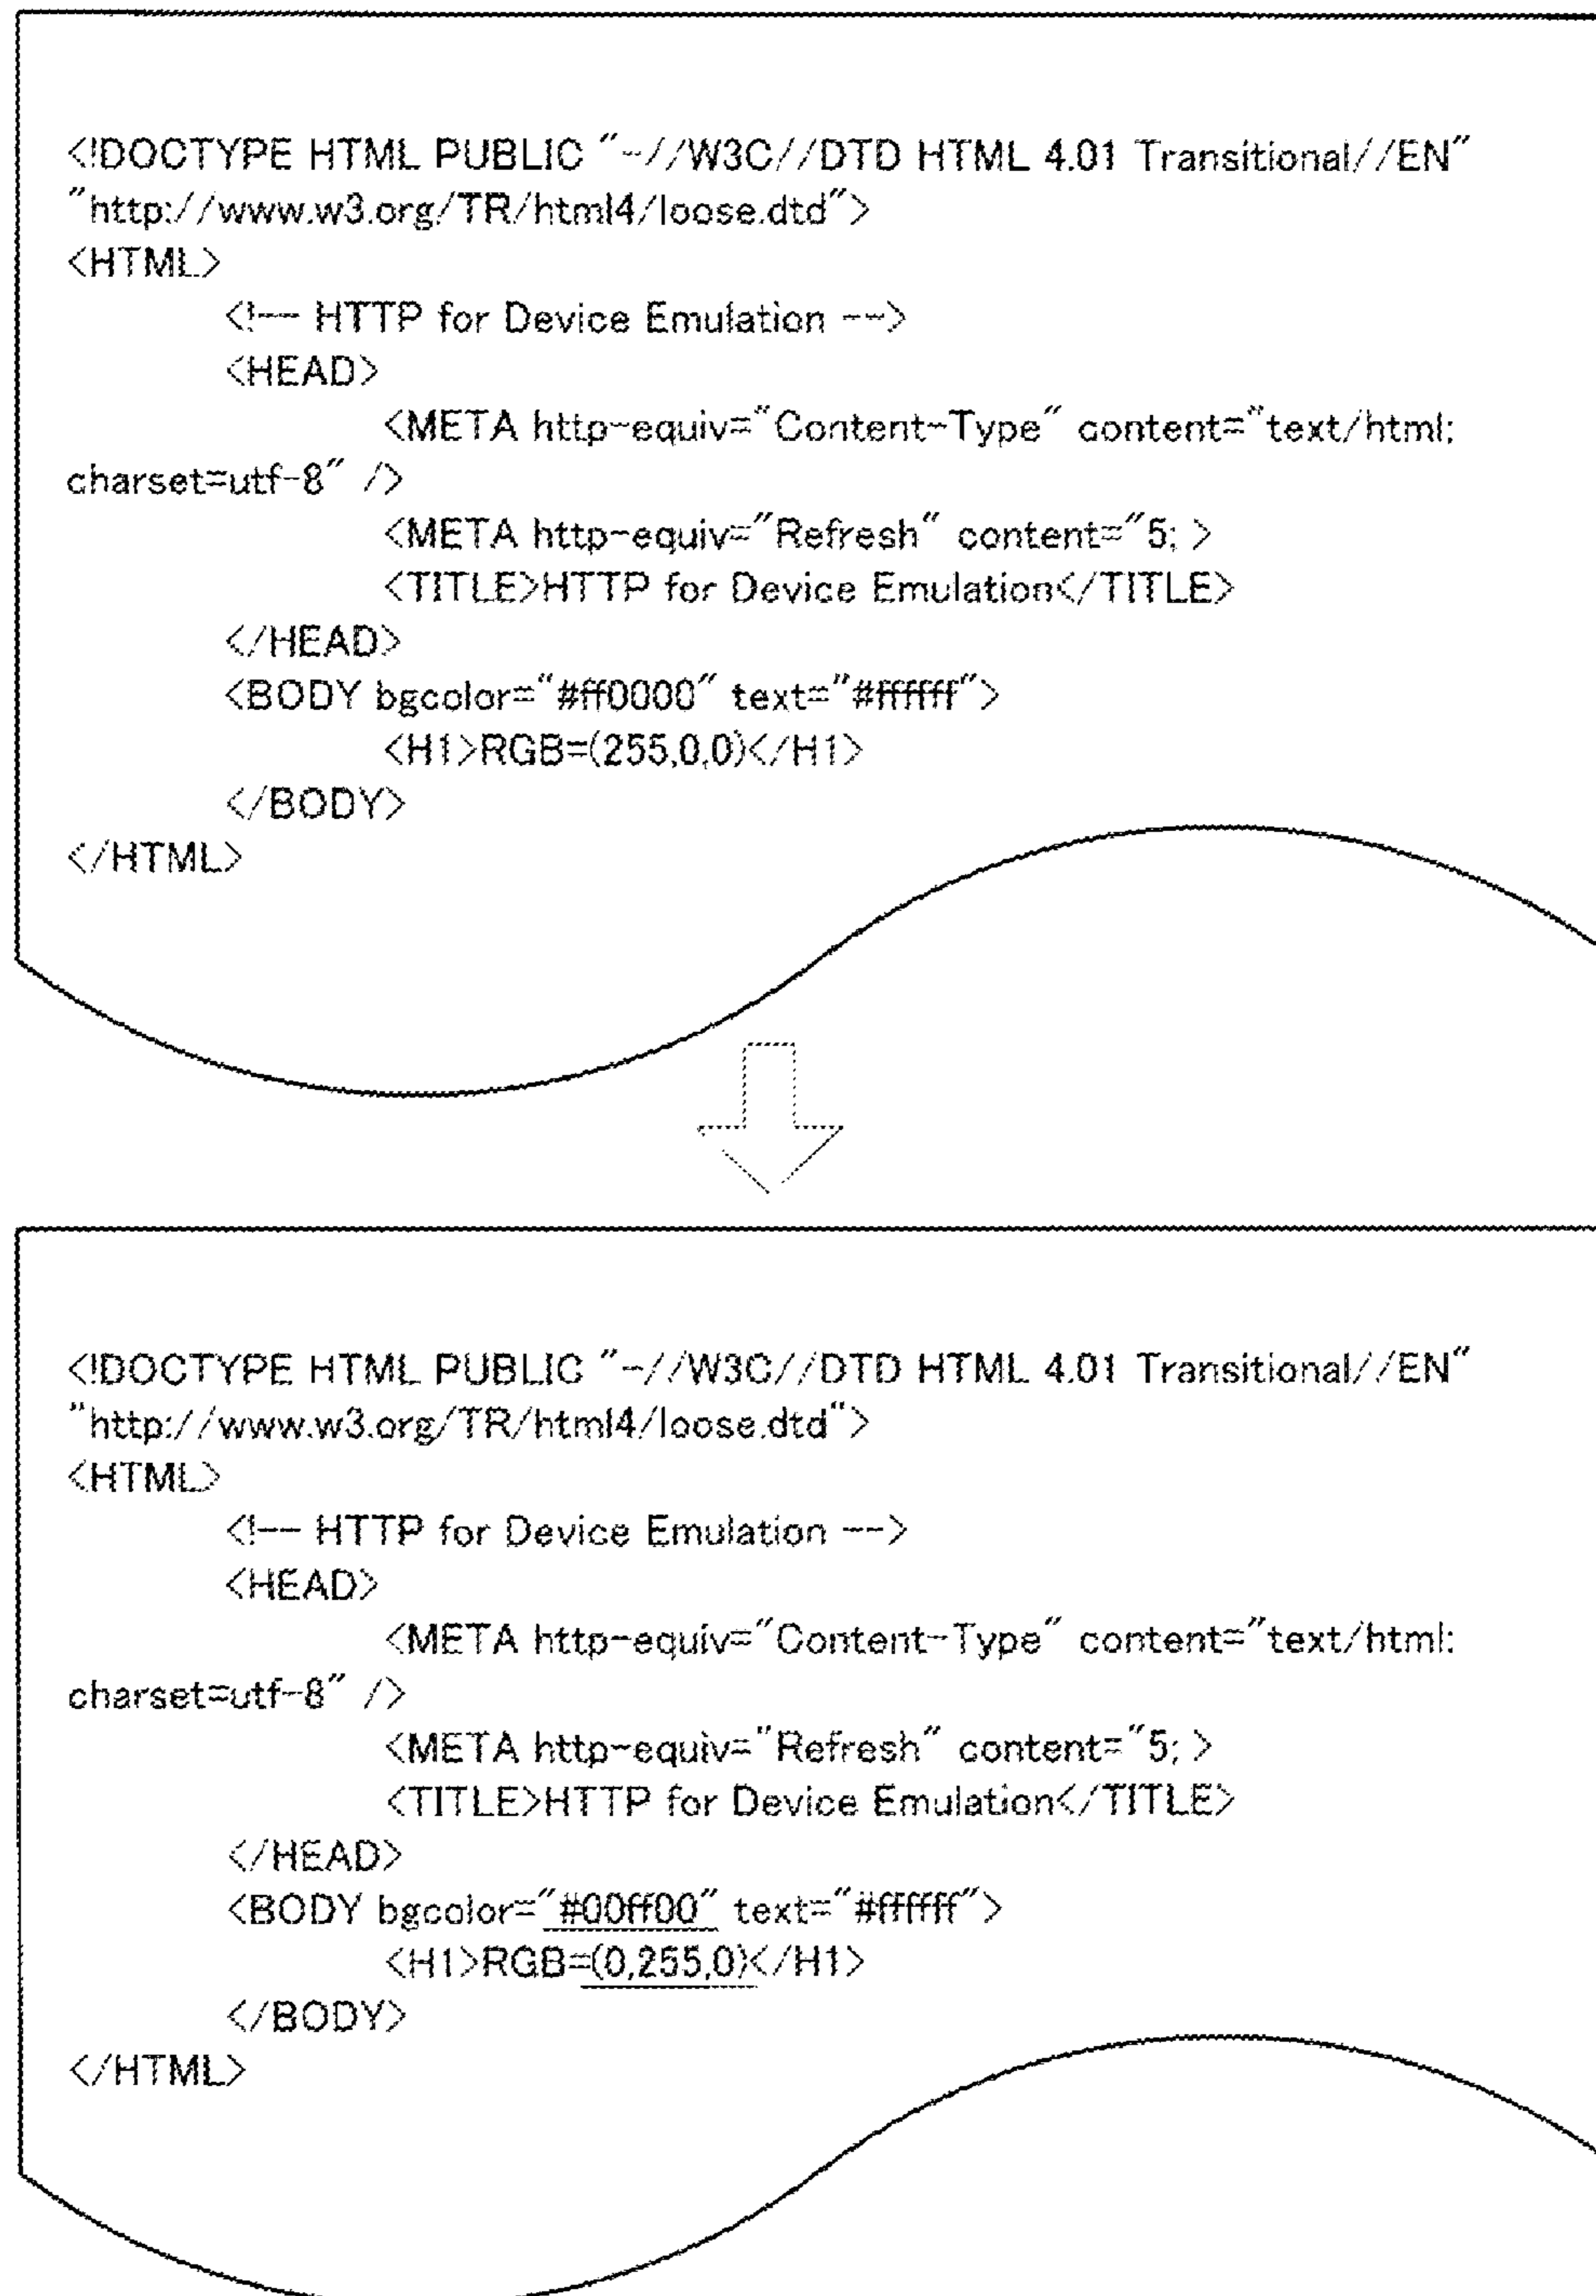 <!DOCTYPE HTML PUBLIC "-//W3C//DTD HTML 4.01 Transitional//EN"
"http://www.w3.org/TR/html4/loose.dtd">
<HTML>
<!-- HTTP for Device Emulation -->
<HEAD>
<META http-equiv="Content-Type" content="text/html;
charset=utf-8" />
<META http-equiv="Refresh" content="5; >
<TITLE>HTTP for Device Emulation</TITLE>
</HEAD>
<BODY bgcolor="#ff0000" text="#ffffff">
<H1>RGB=(255,0,0)</H1>
</BODY>
</HTML>
<!DOCTYPE HTML PUBLIC "-//W3C//DTD HTML 4.01 Transitional//EN"
"http://www.w3.org/TR/html4/loose.dtd">
<HTML>
<!-- HTTP for Device Emulation -->
<HEAD>
<META http-equiv="Content-Type" content="text/html;
charset=utf-8" />
<META http-equiv="Refresh" content="5; >
<TITLE>HTTP for Device Emulation</TITLE>
</HEAD>
<BODY bgcolor="#00ff00" text="#ffffff">
<H1>RGB=(0,255,0)</H1>
</BODY>
</HTML>